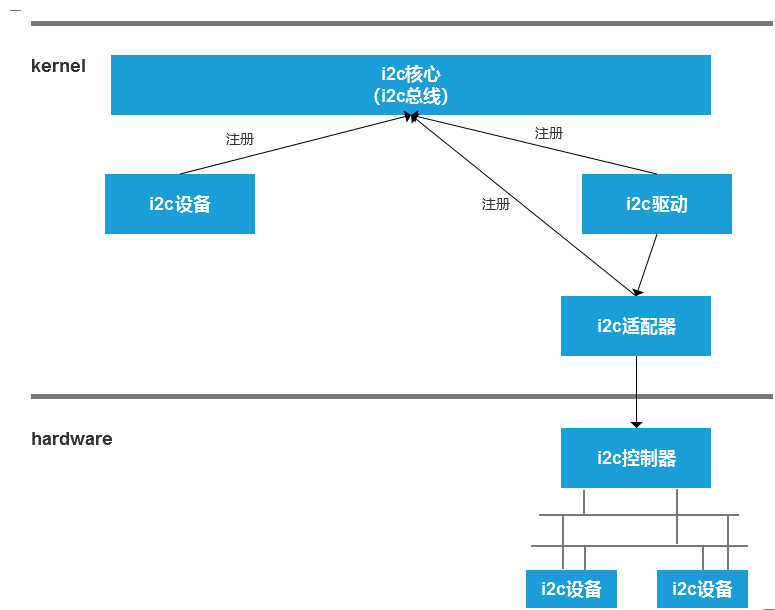 kernel
i2c核心
（i2c总线）
注册
注册
i2c设备
注册
i2c驱动
i2c适配器
hardware
i2c控制器
i2c设备
i2c设备